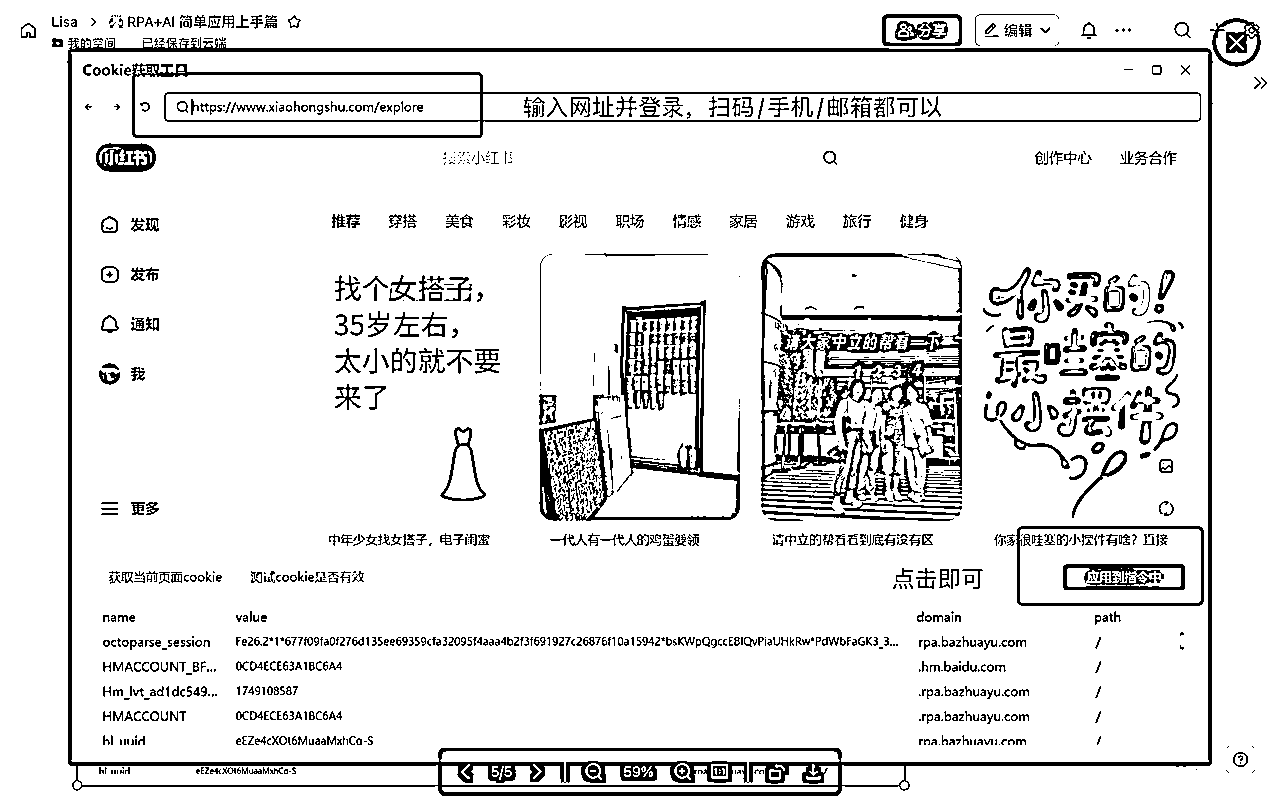 Lisa > RPA+AI 简单应用上手篇
分享
编辑
我的空间 已经保存到云端
Cookie获取工具
https://www.xiaohongshu.com/explore
输入网址并登录，扫码/手机/邮箱都可以
小红书
搜索小红书
创作中心 业务合作
发现
发布
通知
我
更多
推荐 穿搭 美食 彩妆 影视 职场 情感 家居 游戏 旅行 健身
找个女搭子，
35岁左右，
太小的就不要
来了
请大家中立的帮看一下
1 2 3 4
你买的！
最哇塞的
小摆件
中年少女找女搭子，电子闺蜜
一代人有一代人的鸡蛋要领
请中立的帮看看到底有没有区
你家很哇塞的小摆件有啥？直接
获取当前页面cookie 测试cookie是否有效
点击即可
应用到指令中
name value domain path
octoparse_session rpa.bazhuayu.com /
HMACCOUNT_BF... 0CD4ECE63A1BC6A4 .hm.baidu.com /
Hm_lvt_ad1dc549... 1749108587 .rpa.bazhuayu.com /
HMACCOUNT 0CD4ECE63A1BC6A4 .rpa.bazhuayu.com /
rpa.bazhuayu.com /
5/5
59%